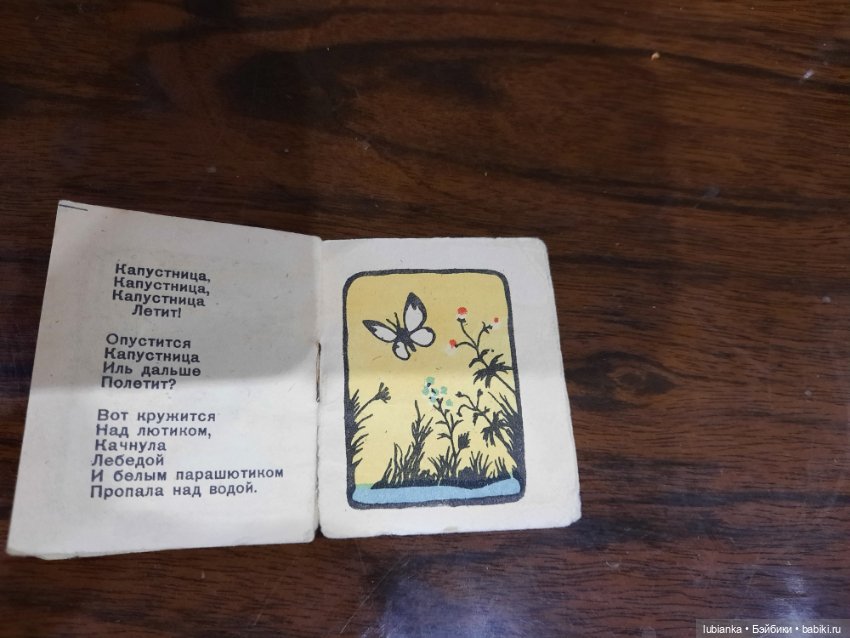 Капустница,
Капустница,
Капустница
Летит!
Опустится
Капустница
Иль дальше
Полетит?
Вот кружится
Над лютиком,
Качнула
Лебедой
И белым парашютиком
Пропала над водой.
lubianka • Бэйбики • babiki.ru